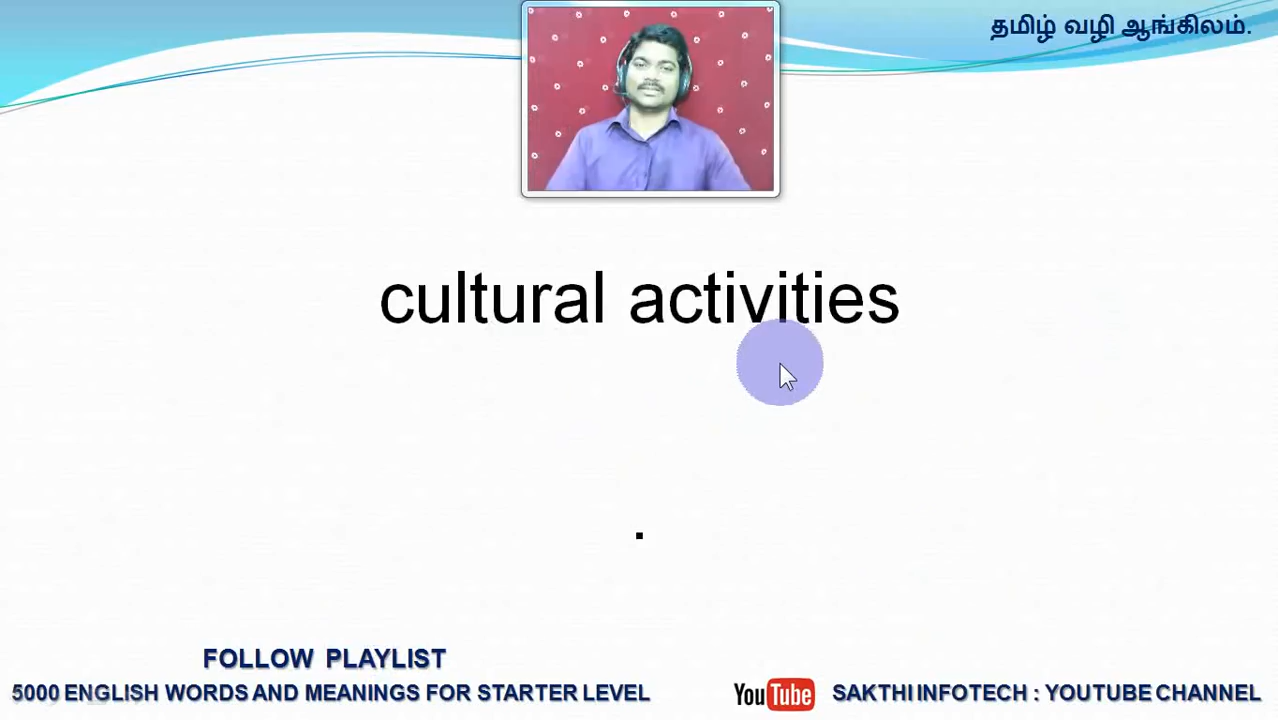 தமிழ் வழி ஆங்கிலம்.
cultural activities
.
FOLLOW PLAYLIST
5000 ENGLISH WORDS AND MEANINGS FOR STARTER LEVEL
YouTube SAKTHI INFOTECH : YOUTUBE CHANNEL